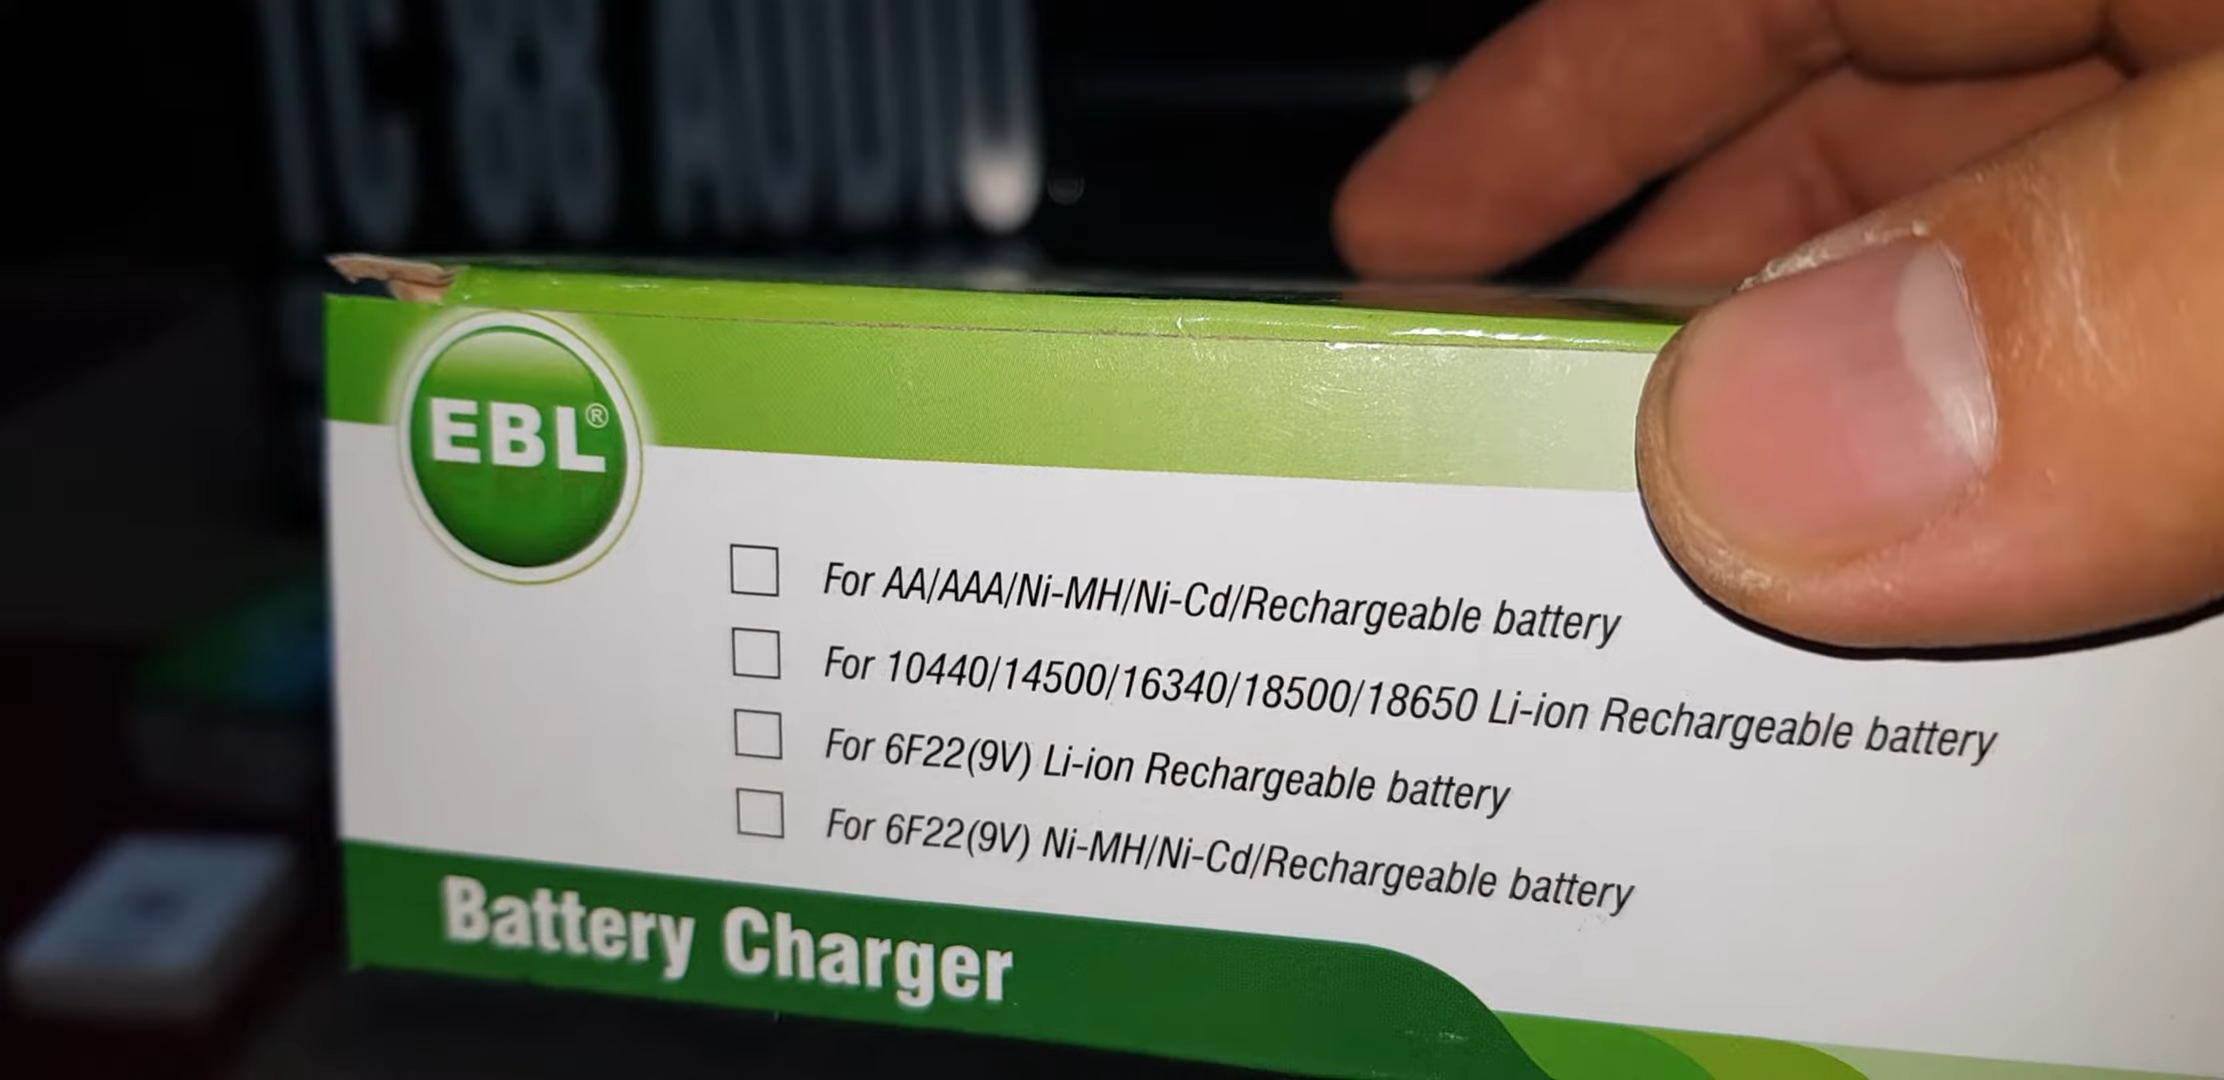 EBL®
For AA/AAA/Ni-MH/Ni-Cd/Rechargeable battery
For 10440/14500/16340/18500/18650 Li-ion Rechargeable battery
For 6F22(9V) Li-ion Rechargeable battery
For 6F22(9V) Ni-MH/Ni-Cd/Rechargeable battery
Battery Charger